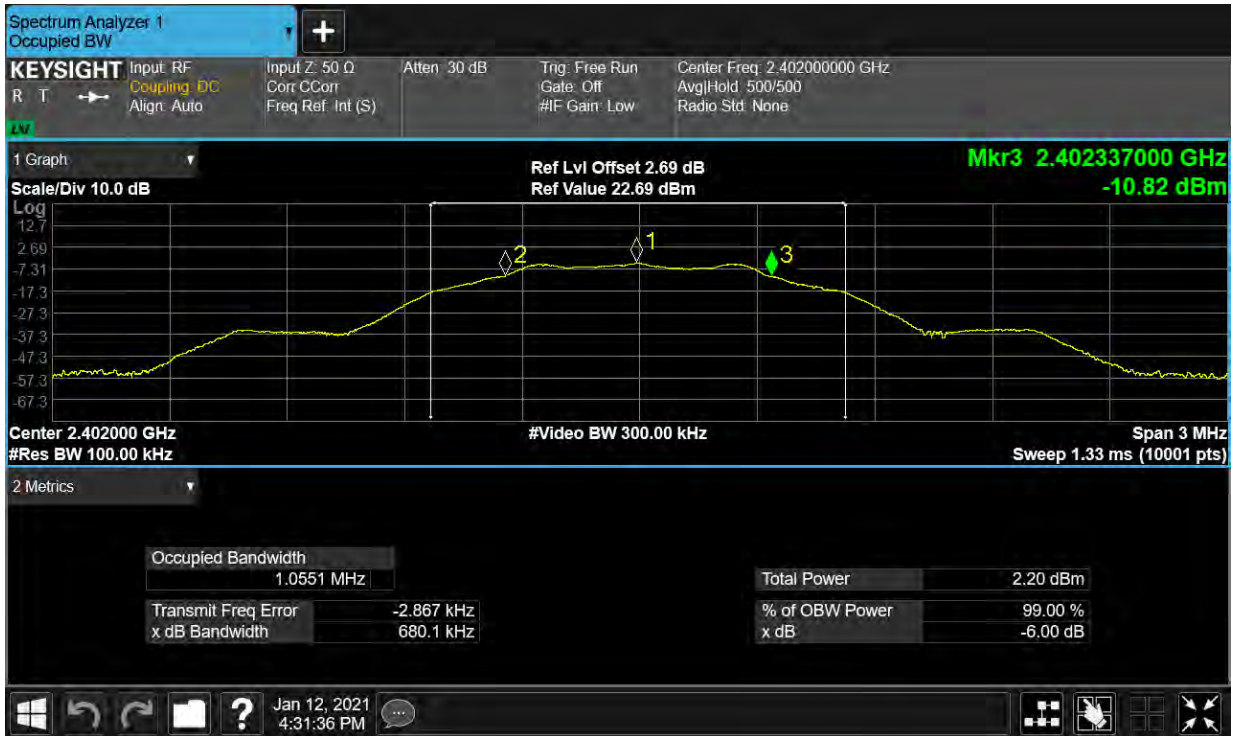 Spectrum Analyzer 1
Occupied BW
KEYSIGHT
R T
Input: RF
Coupling: DC
Align: Auto
Input Z: 50 Ω
Corr CCorr
Freq Ref: Int (S)
Atten: 30 dB
Trig: Free Run
Gate: Off
#IF Gain: Low
Center Freq: 2.402000000 GHz
Avg|Hold: 500/500
Radio Std: None
1 Graph
Scale/Div 10.0 dB
Ref Lvl Offset 2.69 dB
Ref Value 22.69 dBm
Mkr3 2.402337000 GHz
-10.82 dBm
Log
12.7
2.69
-7.31
-17.3
-27.3
-37.3
-47.3
-57.3
-67.3
2
1
3
Center 2.402000 GHz
#Res BW 100.00 kHz
#Video BW 300.00 kHz
Span 3 MHz
Sweep 1.33 ms (10001 pts)
2 Metrics
Occupied Bandwidth
1.0551 MHz
Transmit Freq Error -2.867 kHz
x dB Bandwidth 680.1 kHz
Total Power 2.20 dBm
% of OBW Power 99.00 %
x dB -6.00 dB
?
Jan 12, 2021
4:31:36 PM